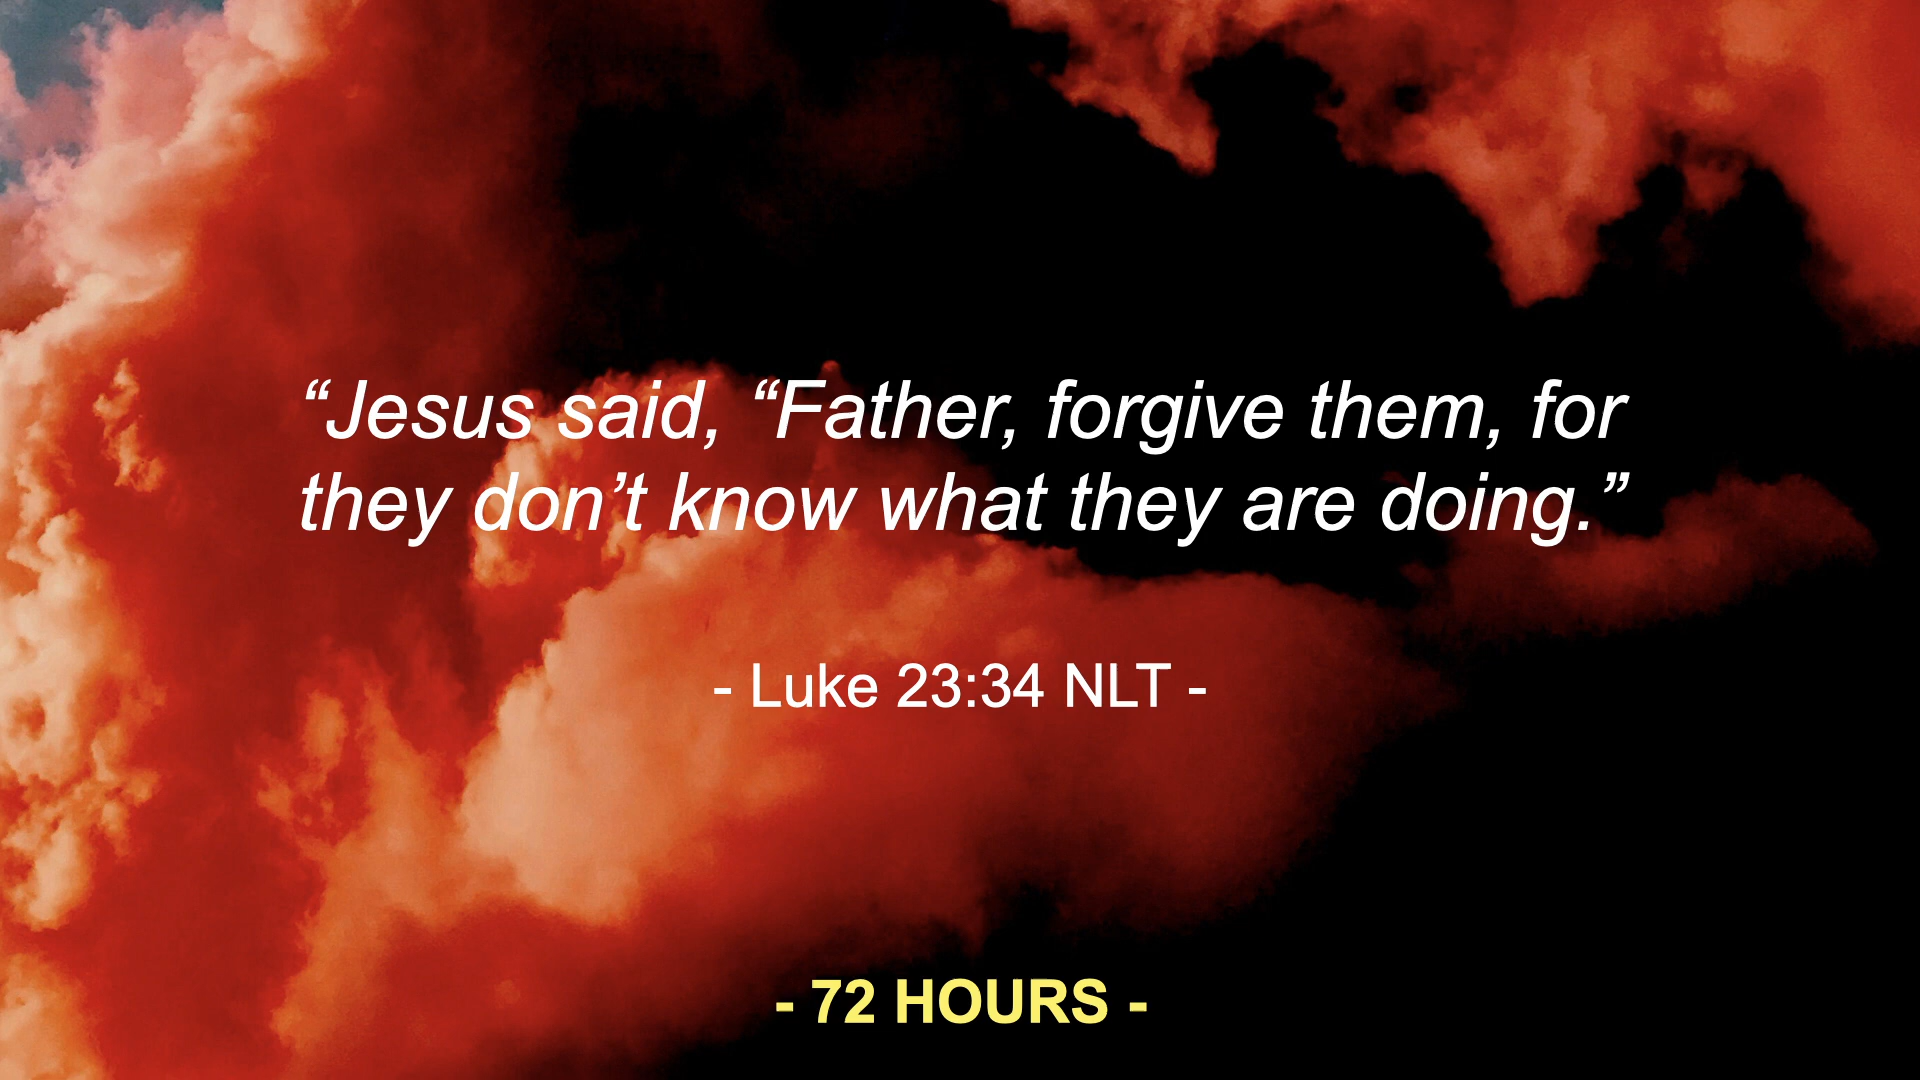 “Jesus said, “Father, forgive them, for
they don’t know what they are doing.”
- Luke 23:34 NLT -
- 72 HOURS -